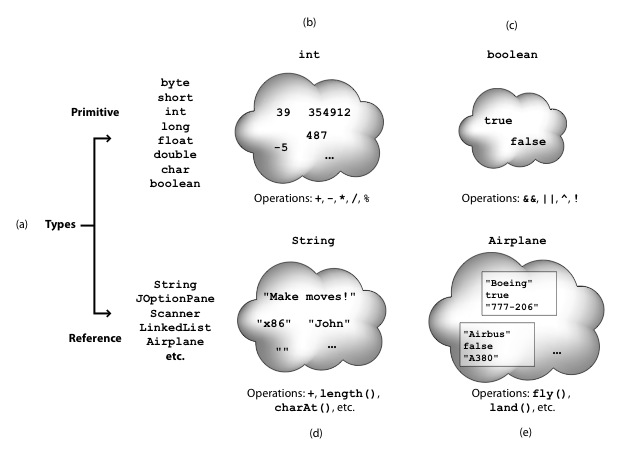 (b)
(c)
int
boolean
byte
short
int
long
float
double
char
boolean
Primitive
39 354912
487
-5
...
true
false
Operations: +, -, *, /, %
Operations: &&, ||, ^, !
(a) Types
String
Airplane
String
JOptionPane
Scanner
LinkedList
Airplane
etc.
Reference
"Make moves!"
"x86" "John"
""
...
"Boeing"
true
"777-206"
"Airbus"
false
"A380"
...
Operations: +, length(),
charAt(), etc.
Operations: fly(),
land(), etc.
(d)
(e)